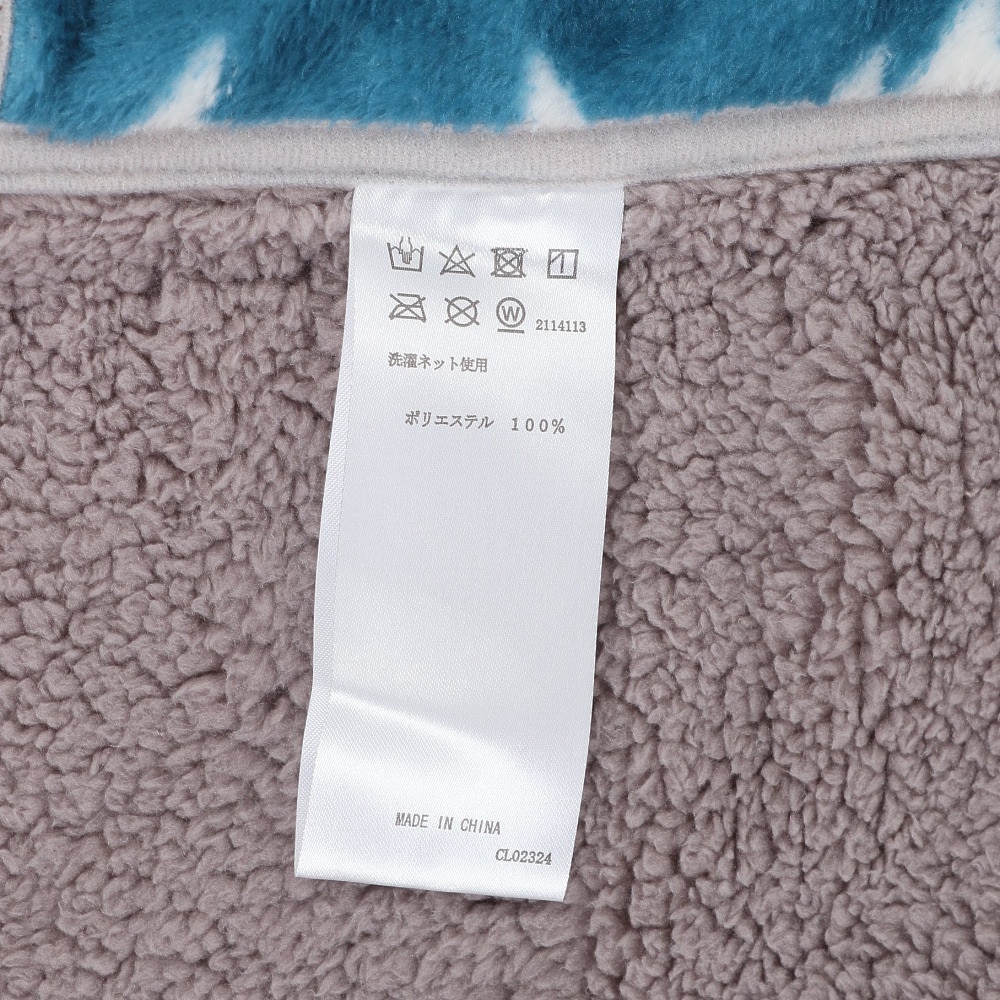 W 2114113
洗濯ネット使用
ポリエステル 100%
MADE IN CHINA
CL02324